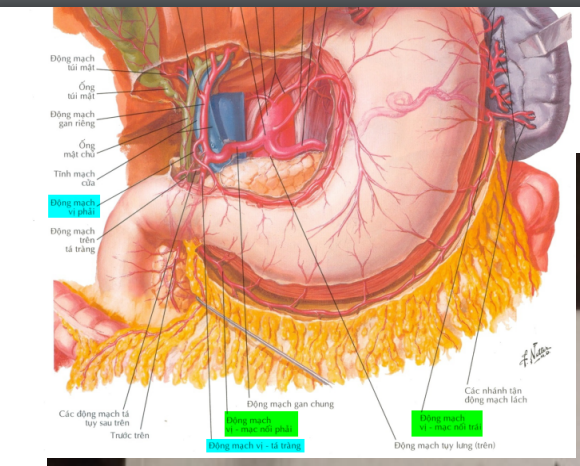 Động mạch
túi mật
Ống
túi mật
Động mạch
gan riêng
Ống
mật chủ
Tĩnh mạch
cửa
Động mạch
vị phải
Động mạch
trên
tá tràng
Các động mạch tá
tụy sau trên
Trước trên
Động mạch gan chung
Động mạch
vị - mạc nối phải
Động mạch vị - tá tràng
Động mạch
vị - mạc nối trái
Động mạch tụy lưng (trên)
Các nhánh tận
động mạch lách